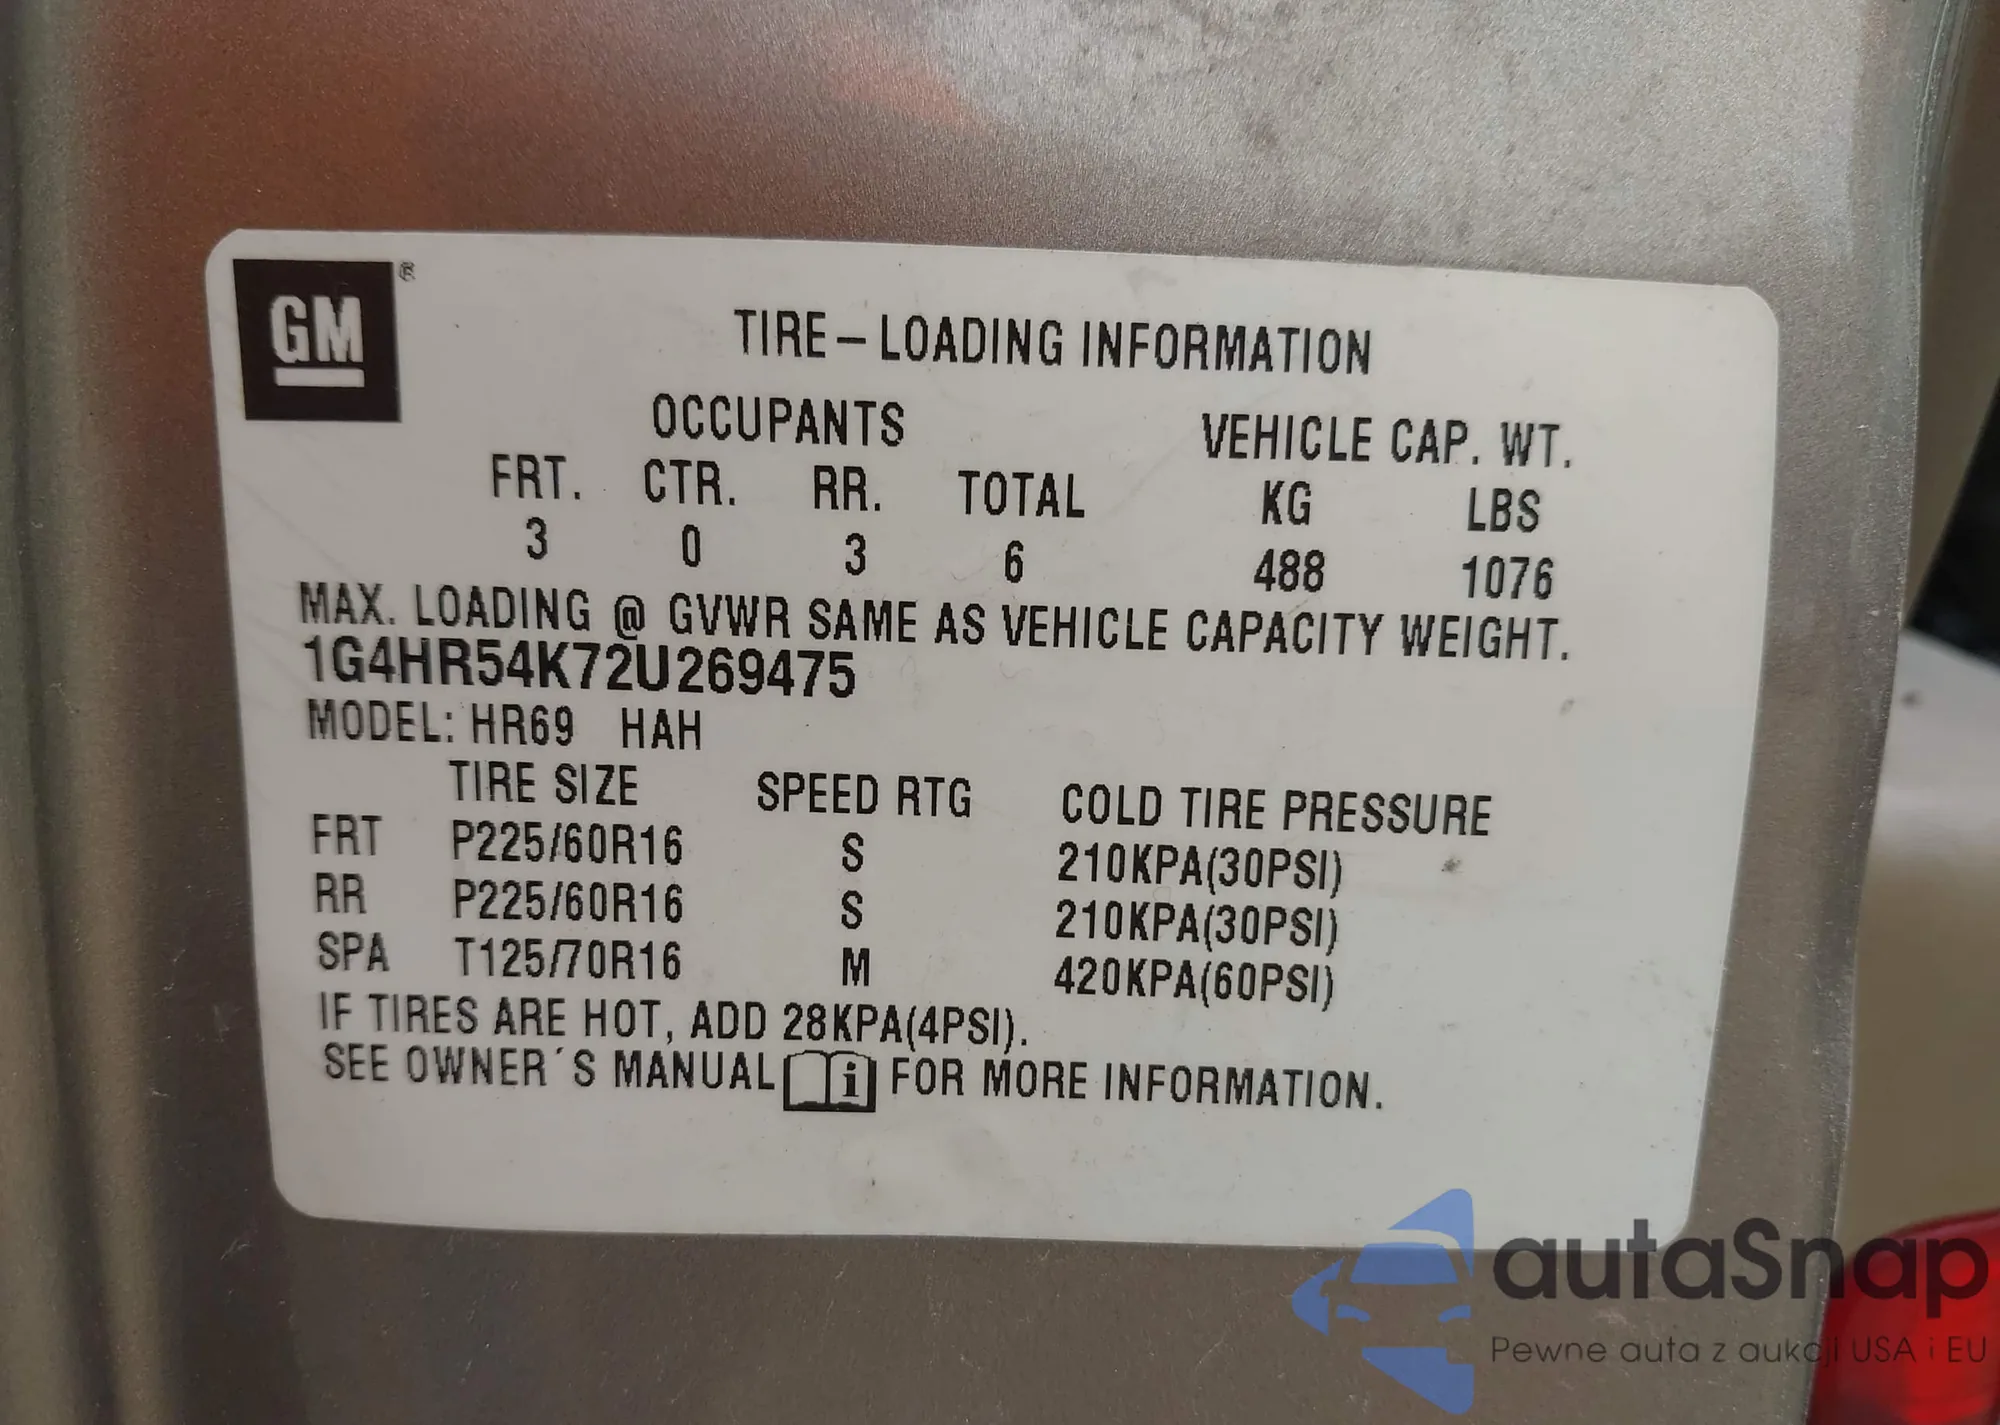 GM®
TIRE – LOADING INFORMATION
OCCUPANTS VEHICLE CAP. WT.
FRT. CTR. RR. TOTAL KG LBS
3 0 3 6 488 1076
MAX. LOADING @ GVWR SAME AS VEHICLE CAPACITY WEIGHT.
1G4HR54K72U269475
MODEL: HR69 HAH
TIRE SIZE SPEED RTG COLD TIRE PRESSURE
FRT P225/60R16 S 210KPA(30PSI)
RR P225/60R16 S 210KPA(30PSI)
SPA T125/70R16 M 420KPA(60PSI)
IF TIRES ARE HOT, ADD 28KPA(4PSI).
SEE OWNER´S MANUAL i FOR MORE INFORMATION.
autaSnap
Pewne auta z aukcji USA i EU